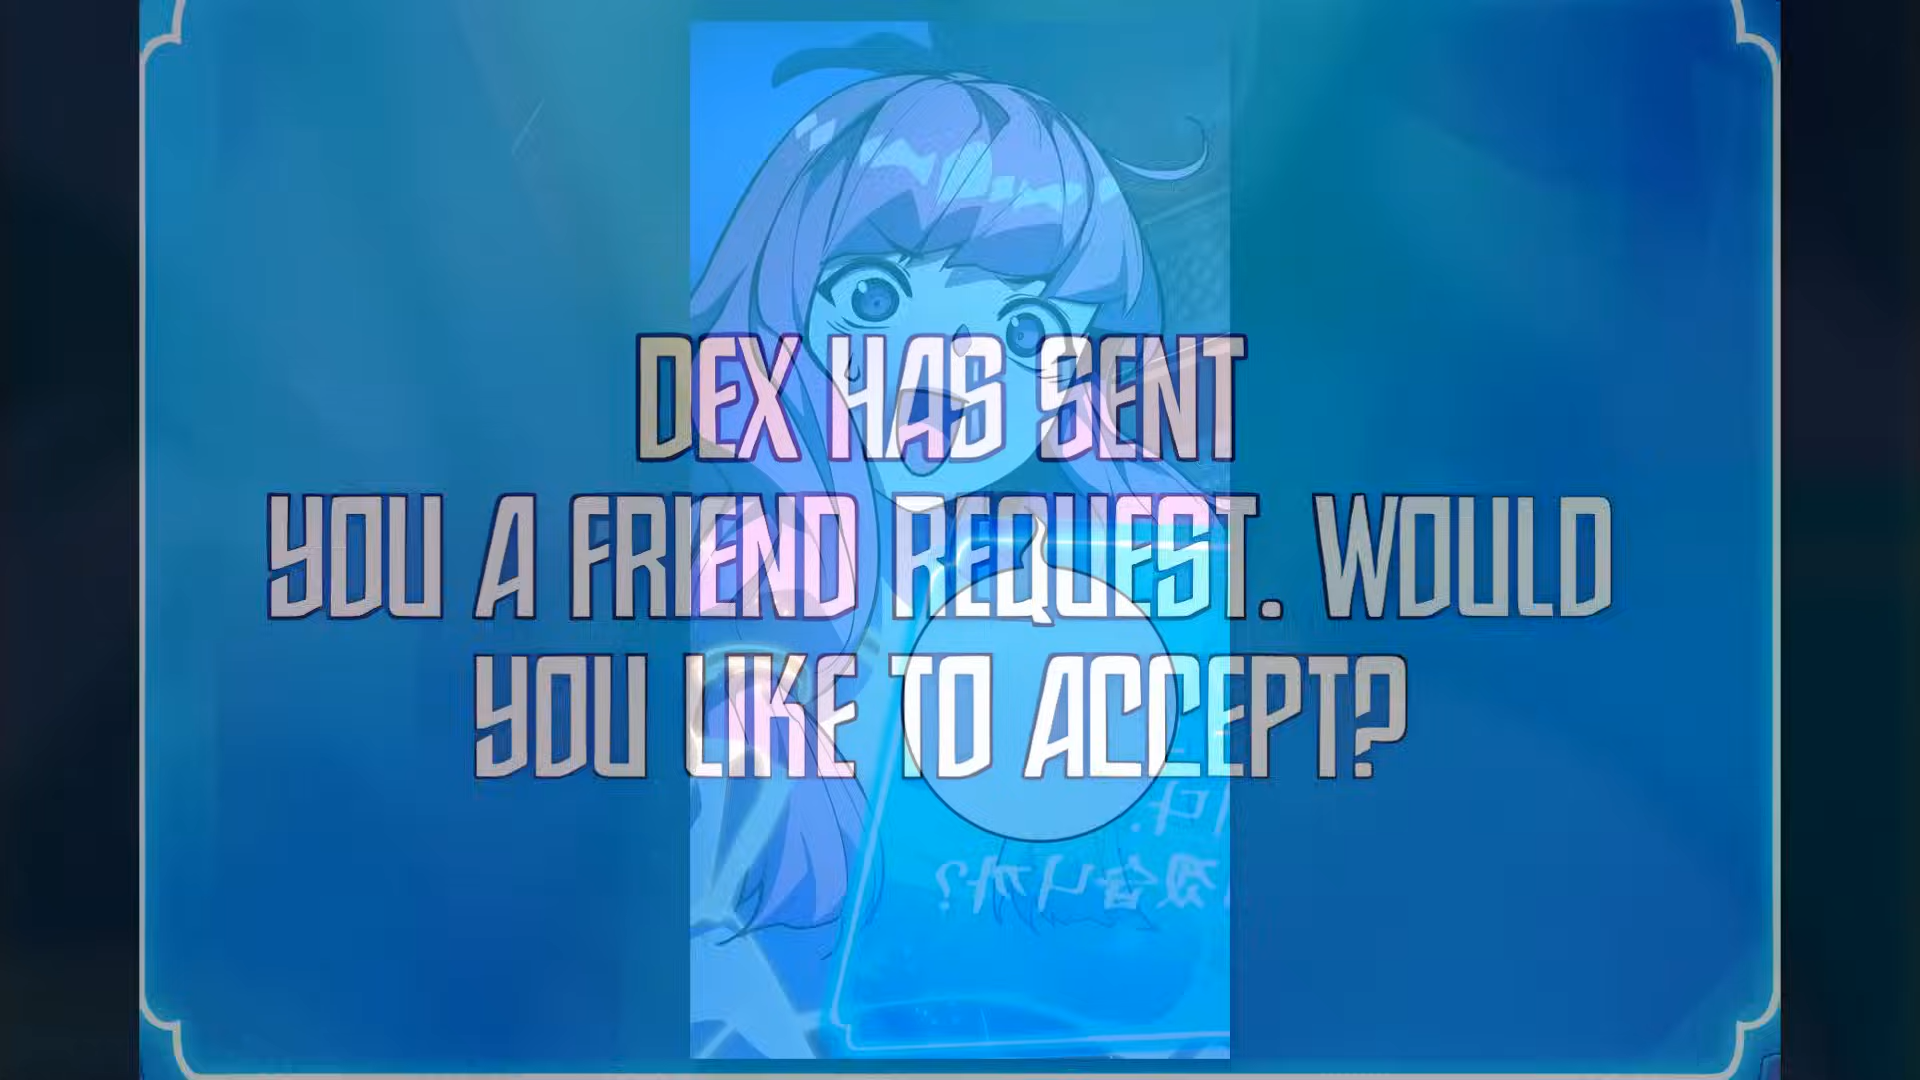 DEX HAS SENT
YOU A FRIEND REQUEST. WOULD
YOU LIKE TO ACCEPT?